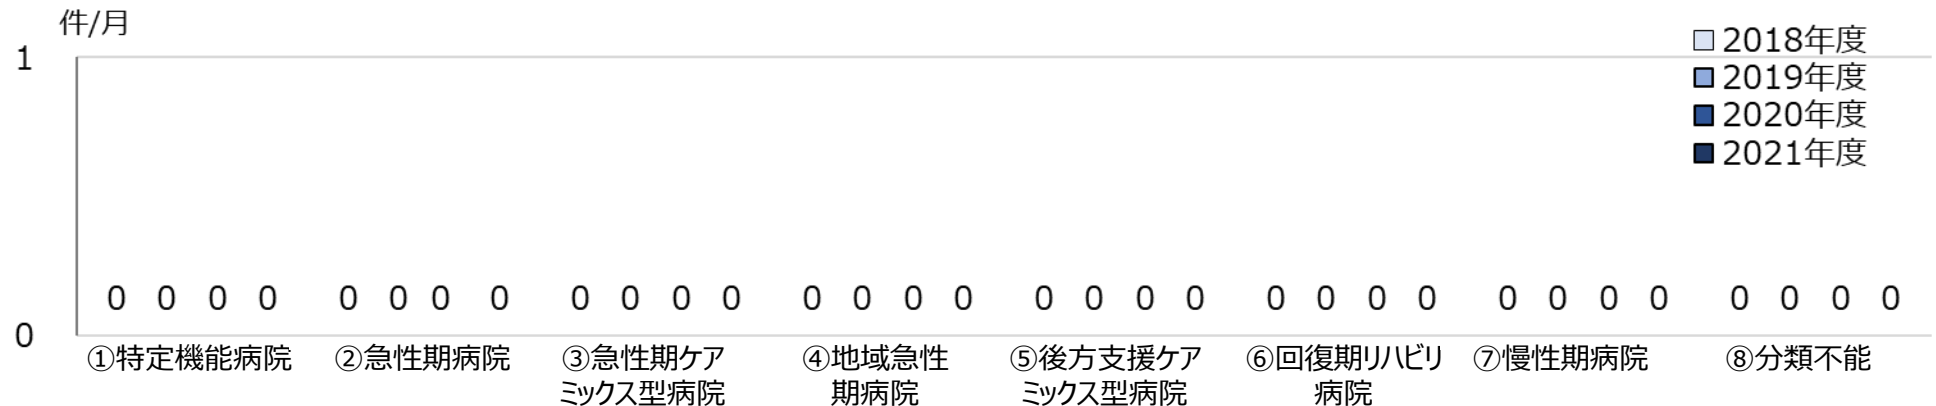 件/月
1
2018年度
2019年度
2020年度
2021年度
0 0 0 0 0 0 0 0 0 0 0 0 0 0 0 0 0 0 0 0 0 0 0 0 0 0 0 0 0 0 0 0
0
①特定機能病院
②急性期病院
③急性期ケア
ミックス型病院
④地域急性
期病院
⑤後方支援ケア
ミックス型病院
⑥回復期リハビリ
病院
⑦慢性期病院
⑧分類不能